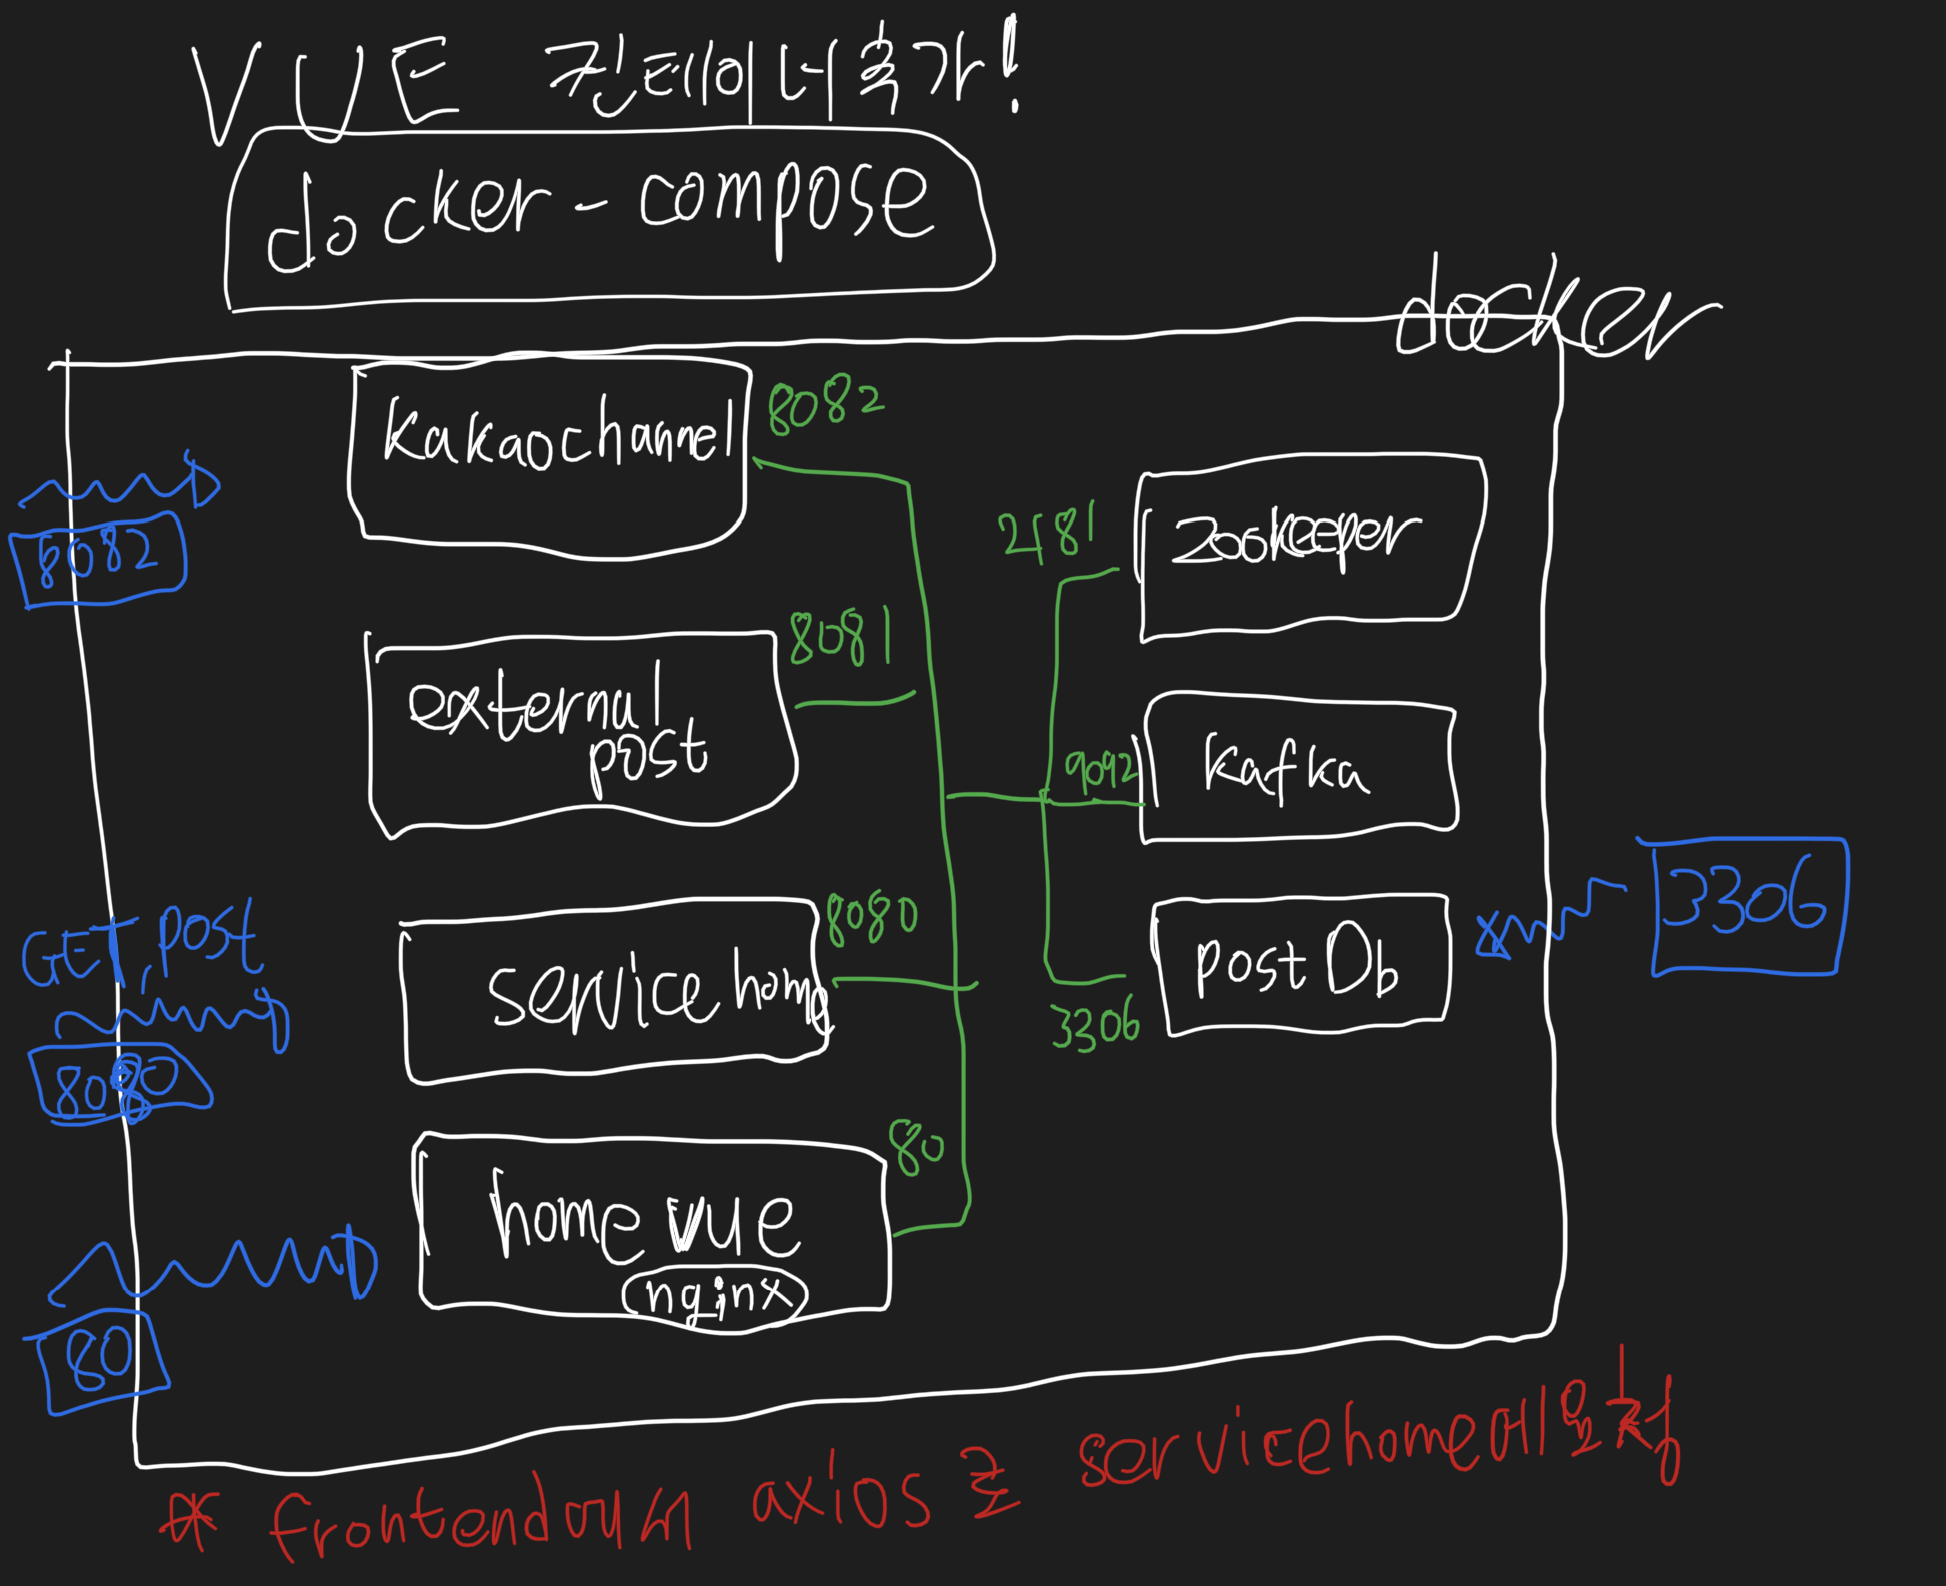 VUE 컨테이너 추가!
docker-compose
docker
kakaochannel
8082
8082
2181
zookeeper
8081
external
post
9092
kafka
3306
GET, post
8080
8080
service home
post Db
3306
80
home vue
nginx
80
* frontend에서 axios로 servicehome에 요청